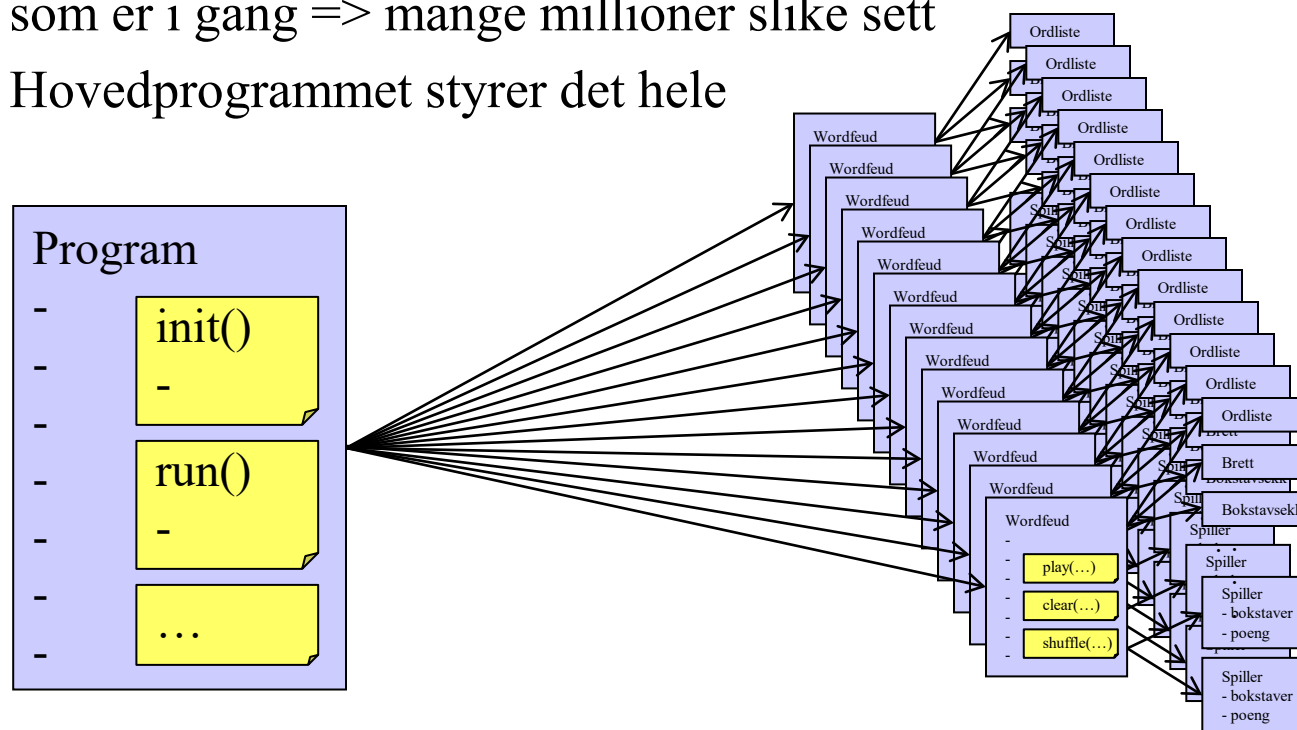 som er i gang => mange millioner slike sett
Hovedprogrammet styrer det hele
Program
-
-
-
-
-
-
-
init()
-
run()
-
…
Wordfeud
Wordfeud
Wordfeud
Wordfeud
Wordfeud
Wordfeud
Wordfeud
Wordfeud
Wordfeud
Wordfeud
Wordfeud
Wordfeud
Wordfeud
-
-
-
-
-
-
-
play(…)
clear(…)
shuffle(…)
Ordliste
Ordliste
Ordliste
Ordliste
Ordliste
Ordliste
Ordliste
Ordliste
Ordliste
Ordliste
Ordliste
Ordliste
Ordliste
Brett
Brett
Bokstavsekk
Spiller
Spiller
Spiller
- bokstaver
- poeng
Spiller
- bokstaver
- poeng